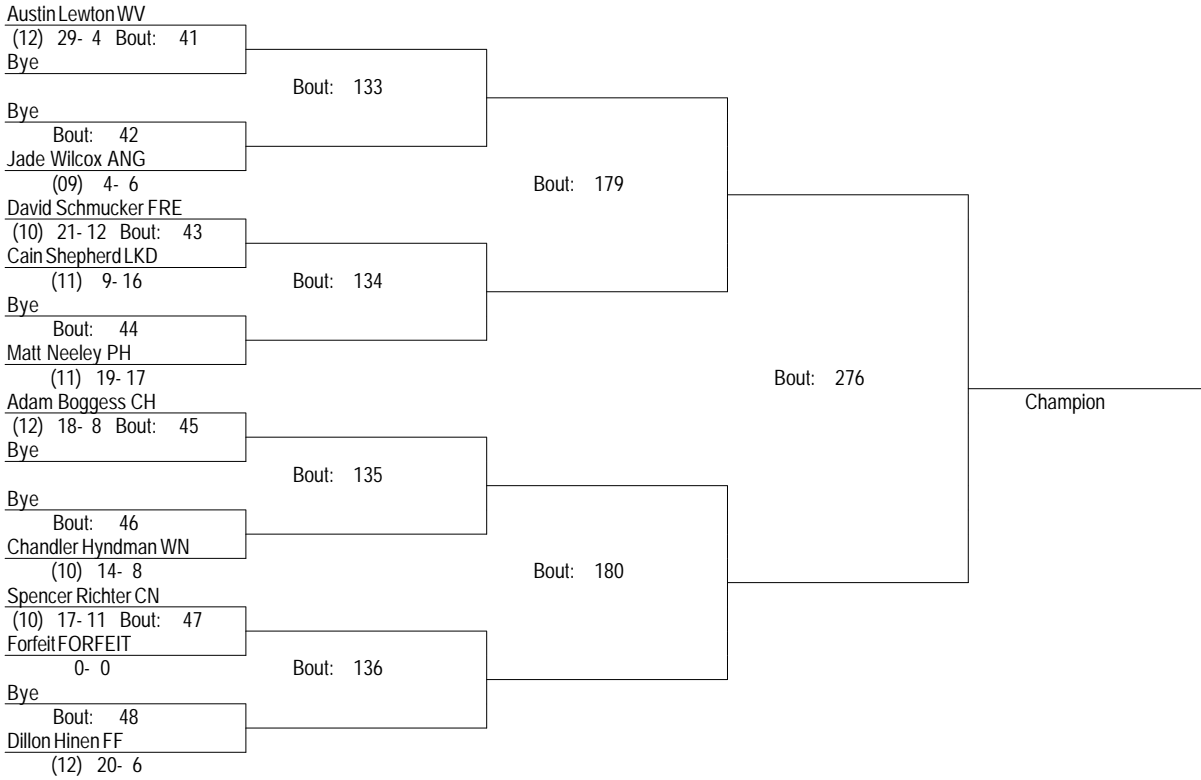 Austin Lewton WV
(12) 29- 4 Bout: 41
Bye
Bout: 133
Bye
Bout: 42
Jade Wilcox ANG
(09) 4- 6
Bout: 179
David Schmucker FRE
(10) 21- 12 Bout: 43
Cain Shepherd LKD
(11) 9- 16
Bout: 134
Bye
Bout: 44
Matt Neeley PH
(11) 19- 17
Bout: 276
Adam Boggess CH
Champion
(12) 18- 8 Bout: 45
Bye
Bout: 135
Bye
Bout: 46
Chandler Hyndman WN
(10) 14- 8
Bout: 180
Spencer Richter CN
(10) 17- 11 Bout: 47
Forfeit FORFEIT
0- 0
Bout: 136
Bye
Bout: 48
Dillon Hinen FF
(12) 20- 6